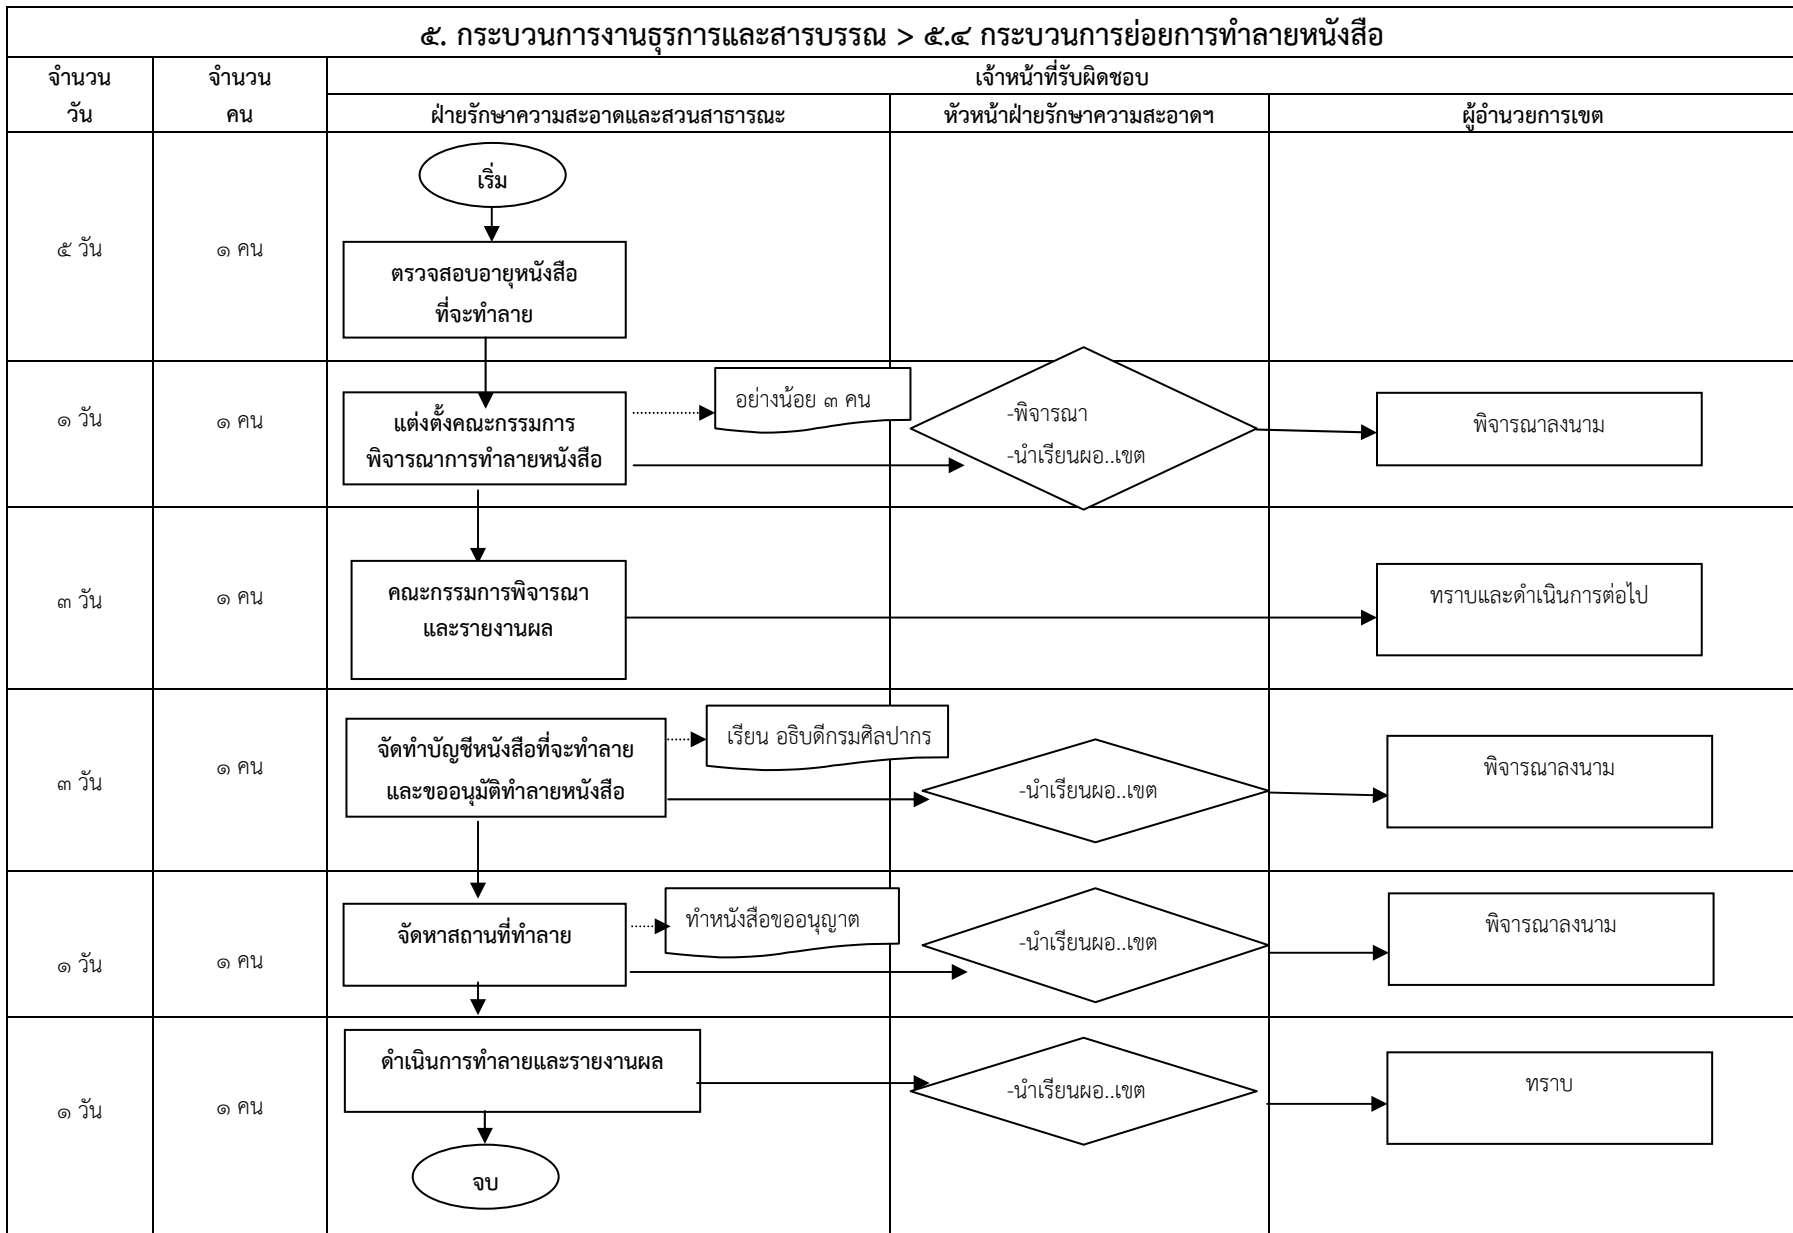 ๕. กระบวนการงานธุรการและสารบรรณ > ๕.๔ กระบวนการย่อยการทำลายหนังสือ
จำนวน
วัน
จำนวน
คน
เจ้าหน้าที่รับผิดชอบ
ฝ่ายรักษาความสะอาดและสวนสาธารณะ
หัวหน้าฝ่ายรักษาความสะอาดฯ
ผู้อำนวยการเขต
เริ่ม
๕ วัน
๑ คน
ตรวจสอบอายุหนังสือ
ที่จะทำลาย
๑ วัน
๑ คน
แต่งตั้งคณะกรรมการ
พิจารณาการทำลายหนังสือ
อย่างน้อย ๓ คน
-พิจารณา
-นำเรียนผอ..เขต
พิจารณาลงนาม
๓ วัน
๑ คน
คณะกรรมการพิจารณา
และรายงานผล
ทราบและดำเนินการต่อไป
๓ วัน
๑ คน
จัดทำบัญชีหนังสือที่จะทำลาย
และขออนุมัติทำลายหนังสือ
เรียน อธิบดีกรมศิลปากร
-นำเรียนผอ..เขต
พิจารณาลงนาม
๑ วัน
๑ คน
จัดหาสถานที่ทำลาย
ทำหนังสือขออนุญาต
-นำเรียนผอ..เขต
พิจารณาลงนาม
๑ วัน
๑ คน
ดำเนินการทำลายและรายงานผล
-นำเรียนผอ..เขต
ทราบ
จบ